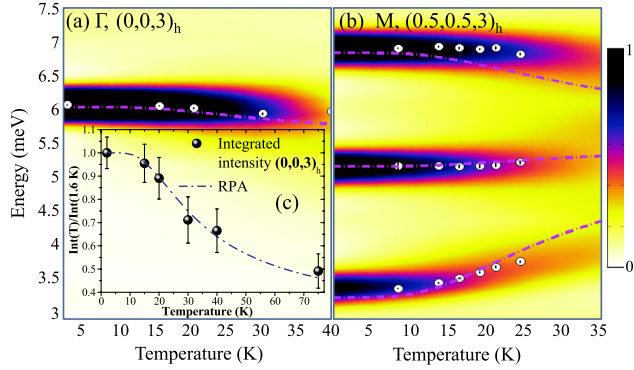 7.5
7
6.5
6
5.5
5
4.5
4
3.5
3
Energy (meV)
(a) Γ, (0,0,3)h
(b) M, (0.5,0.5,3)h
1.1
1.0
0.9
0.8
0.7
0.6
0.5
0.4
Int(T)/Int(1.6 K)
Integrated
intensity (0,0,3)h
RPA
(c)
0 10 20 30 40 50 60 70
Temperature (K)
5 10 15 20 25 30 35 40
Temperature (K)
5 10 15 20 25 30 35
Temperature (K)
1
0